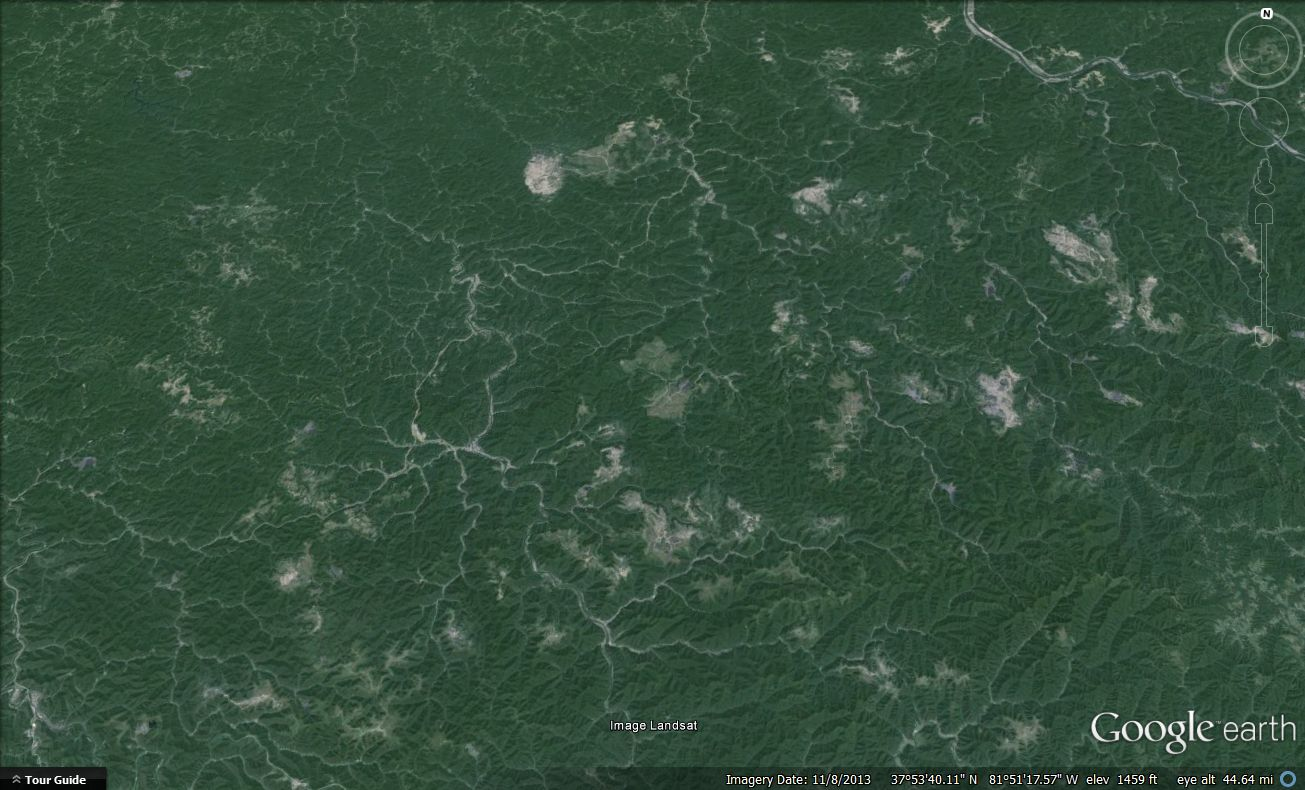 N
Image Landsat
Google earth
Tour Guide
Imagery Date: 11/8/2013 37°53'40.11" N 81°51'17.57" W elev 1459 ft eye alt 44.64 mi